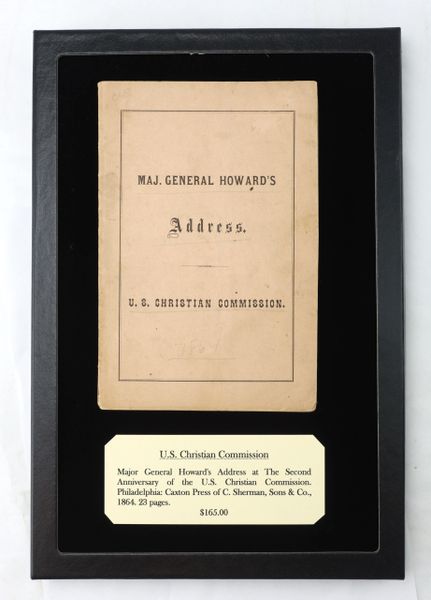 MAJ. GENERAL HOWARD'S
Address.
U. S. CHRISTIAN COMMISSION.
1864
U.S. Christian Commission
Major General Howard's Address at The Second
Anniversary of the U.S. Christian Commission.
Philadelphia: Caxton Press of C. Sherman, Sons & Co.,
1864. 23 pages.
$165.00